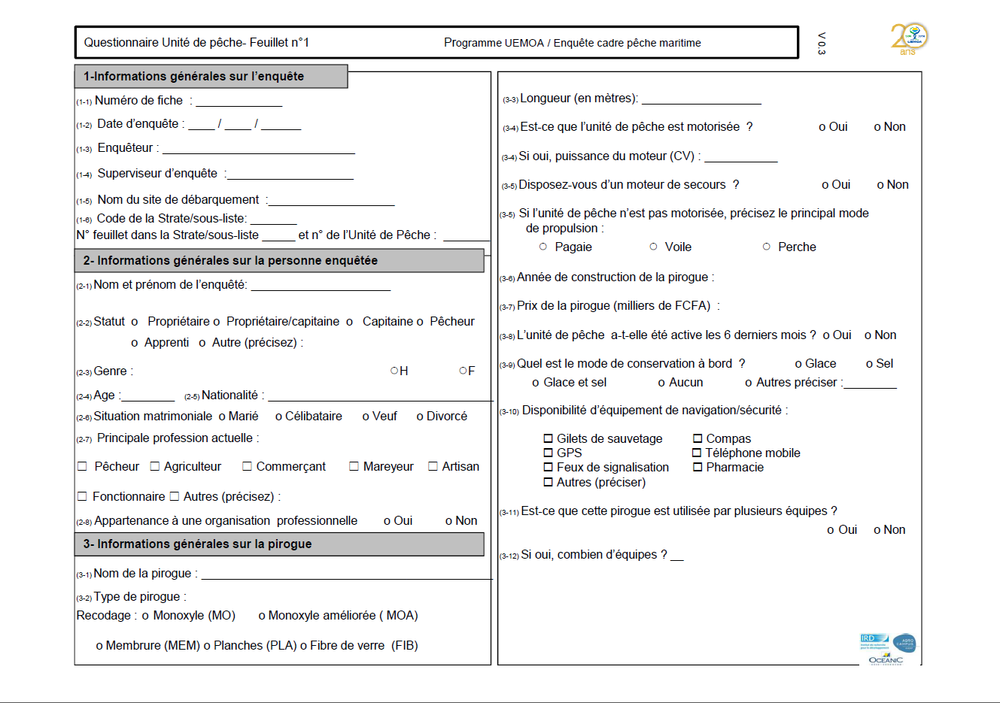 Questionnaire Unité de pêche- Feuillet n°1
Programme UEMOA / Enquête cadre pêche maritime
V 0.3
20
ans
UEMOA
1-Informations générales sur l'enquête
(1-1) Numéro de fiche : _____________
(1-2) Date d'enquête : ____ / ____ / ______
(1-3) Enquêteur : _____________________________
(1-4) Superviseur d'enquête :___________________
(1-5) Nom du site de débarquement :___________________
(1-6) Code de la Strate/sous-liste: _______
N° feuillet dans la Strate/sous-liste _____ et n° de l'Unité de Pêche : _______
2- Informations générales sur la personne enquêtée
(2-1) Nom et prénom de l'enquêté: _____________________
(2-2) Statut o Propriétaire o Propriétaire/capitaine o Capitaine o Pêcheur
o Apprenti o Autre (précisez) :
(2-3) Genre : ○H ○F
(2-4) Age :________ (2-5) Nationalité : __________________________________
(2-6) Situation matrimoniale o Marié o Célibataire o Veuf o Divorcé
(2-7) Principale profession actuelle :
☐ Pêcheur ☐ Agriculteur ☐ Commerçant ☐ Mareyeur ☐ Artisan
☐ Fonctionnaire ☐ Autres (précisez) :
(2-8) Appartenance à une organisation professionnelle o Oui o Non
3- Informations générales sur la pirogue
(3-1) Nom de la pirogue : ____________________________________________
(3-2) Type de pirogue :
Recodage : o Monoxyle (MO) o Monoxyle améliorée ( MOA)
o Membrure (MEM) o Planches (PLA) o Fibre de verre (FIB)
(3-3) Longueur (en mètres): __________________
(3-4) Est-ce que l'unité de pêche est motorisée ? o Oui o Non
(3-4) Si oui, puissance du moteur (CV) : ___________
(3-5) Disposez-vous d'un moteur de secours ? o Oui o Non
(3-5) Si l'unité de pêche n'est pas motorisée, précisez le principal mode
de propulsion :
○ Pagaie ○ Voile ○ Perche
(3-6) Année de construction de la pirogue :
(3-7) Prix de la pirogue (milliers de FCFA) :
(3-8) L'unité de pêche a-t-elle été active les 6 derniers mois ? o Oui o Non
(3-9) Quel est le mode de conservation à bord ? o Glace o Sel
o Glace et sel o Aucun o Autres préciser :________
(3-10) Disponibilité d'équipement de navigation/sécurité :
☐ Gilets de sauvetage ☐ Compas
☐ GPS ☐ Téléphone mobile
☐ Feux de signalisation ☐ Pharmacie
☐ Autres (préciser)
(3-11) Est-ce que cette pirogue est utilisée par plusieurs équipes ?
o Oui o Non
(3-12) Si oui, combien d'équipes ? __
IRD
AGRO
CAMPUS
OCEANIC